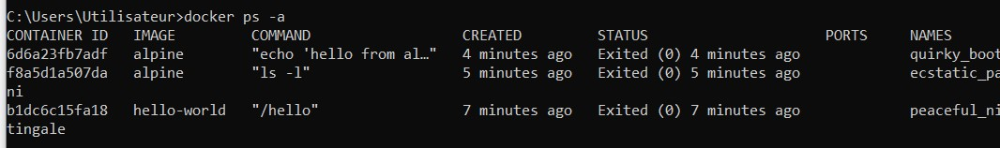 C:\Users\Utilisateur>docker ps -a
CONTAINER ID   IMAGE         COMMAND                  CREATED         STATUS                     PORTS     NAMES
6d6a23fb7adf   alpine        "echo 'hello from al…"   4 minutes ago   Exited (0) 4 minutes ago             quirky_boot
f8a5d1a507da   alpine        "ls -l"                  5 minutes ago   Exited (0) 5 minutes ago             ecstatic_pa
ni
b1dc6c15fa18   hello-world   "/hello"                 7 minutes ago   Exited (0) 7 minutes ago             peaceful_ni
tingale